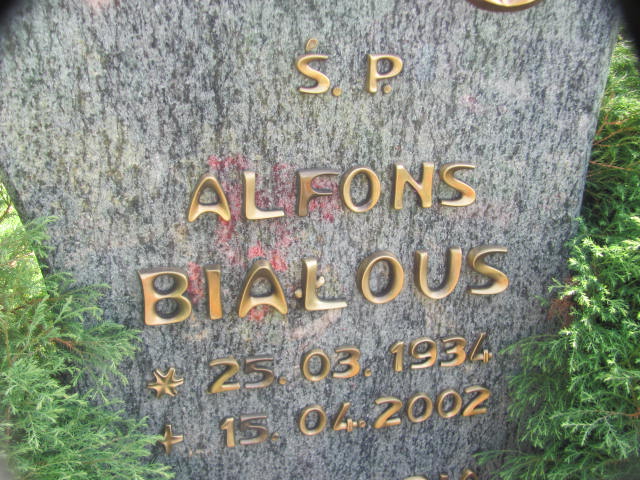 Ś. P.
ALFONS
BIAŁOUS
* 25. 03. 1934
+ 15. 04. 2002